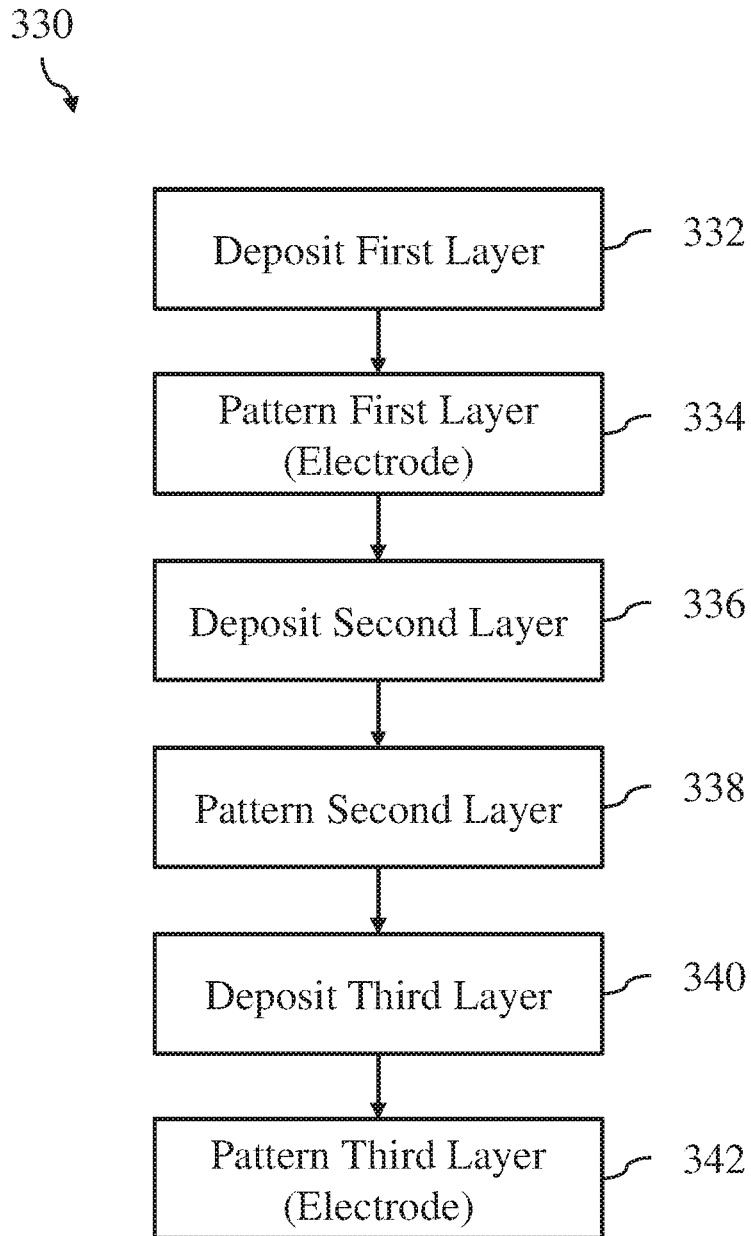 330
Deposit First Layer
332
Pattern First Layer
(Electrode)
334
Deposit Second Layer
336
Pattern Second Layer
338
Deposit Third Layer
340
Pattern Third Layer
(Electrode)
342